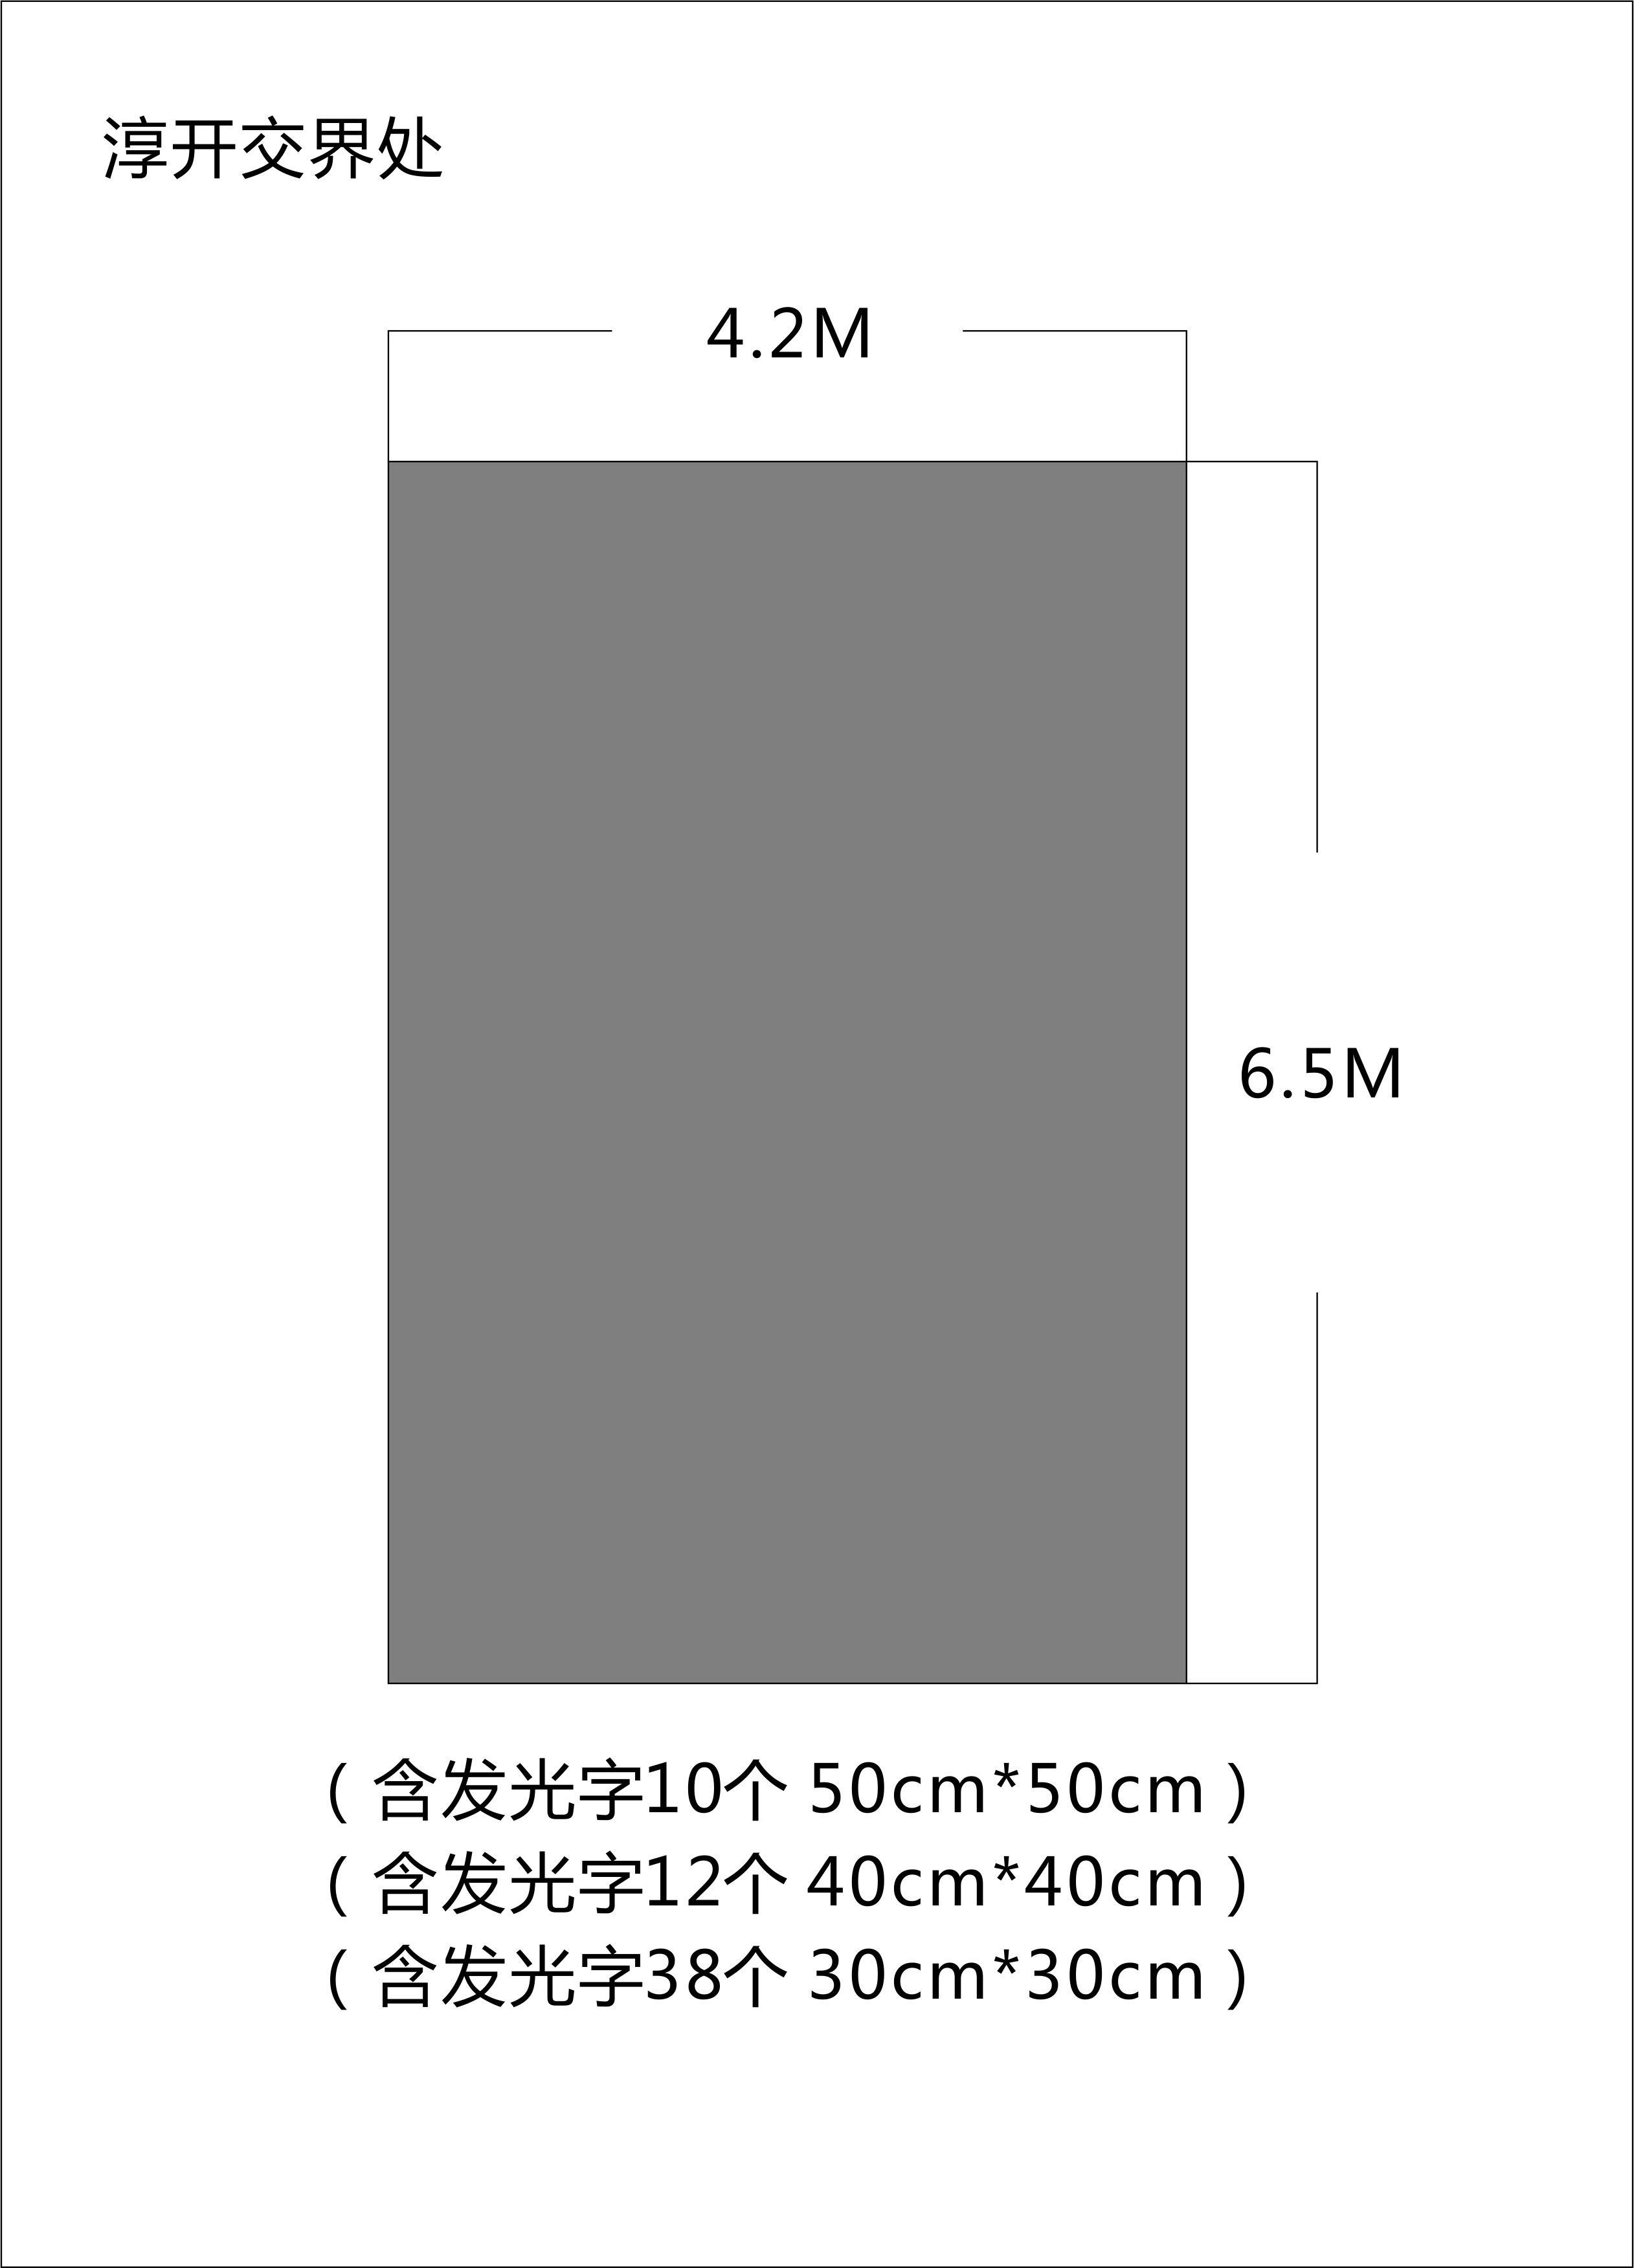 淳开交界处
4.2M
6.5M
（含发光字10个 50cm*50cm）
（含发光字12个 40cm*40cm）
（含发光字38个 30cm*30cm）